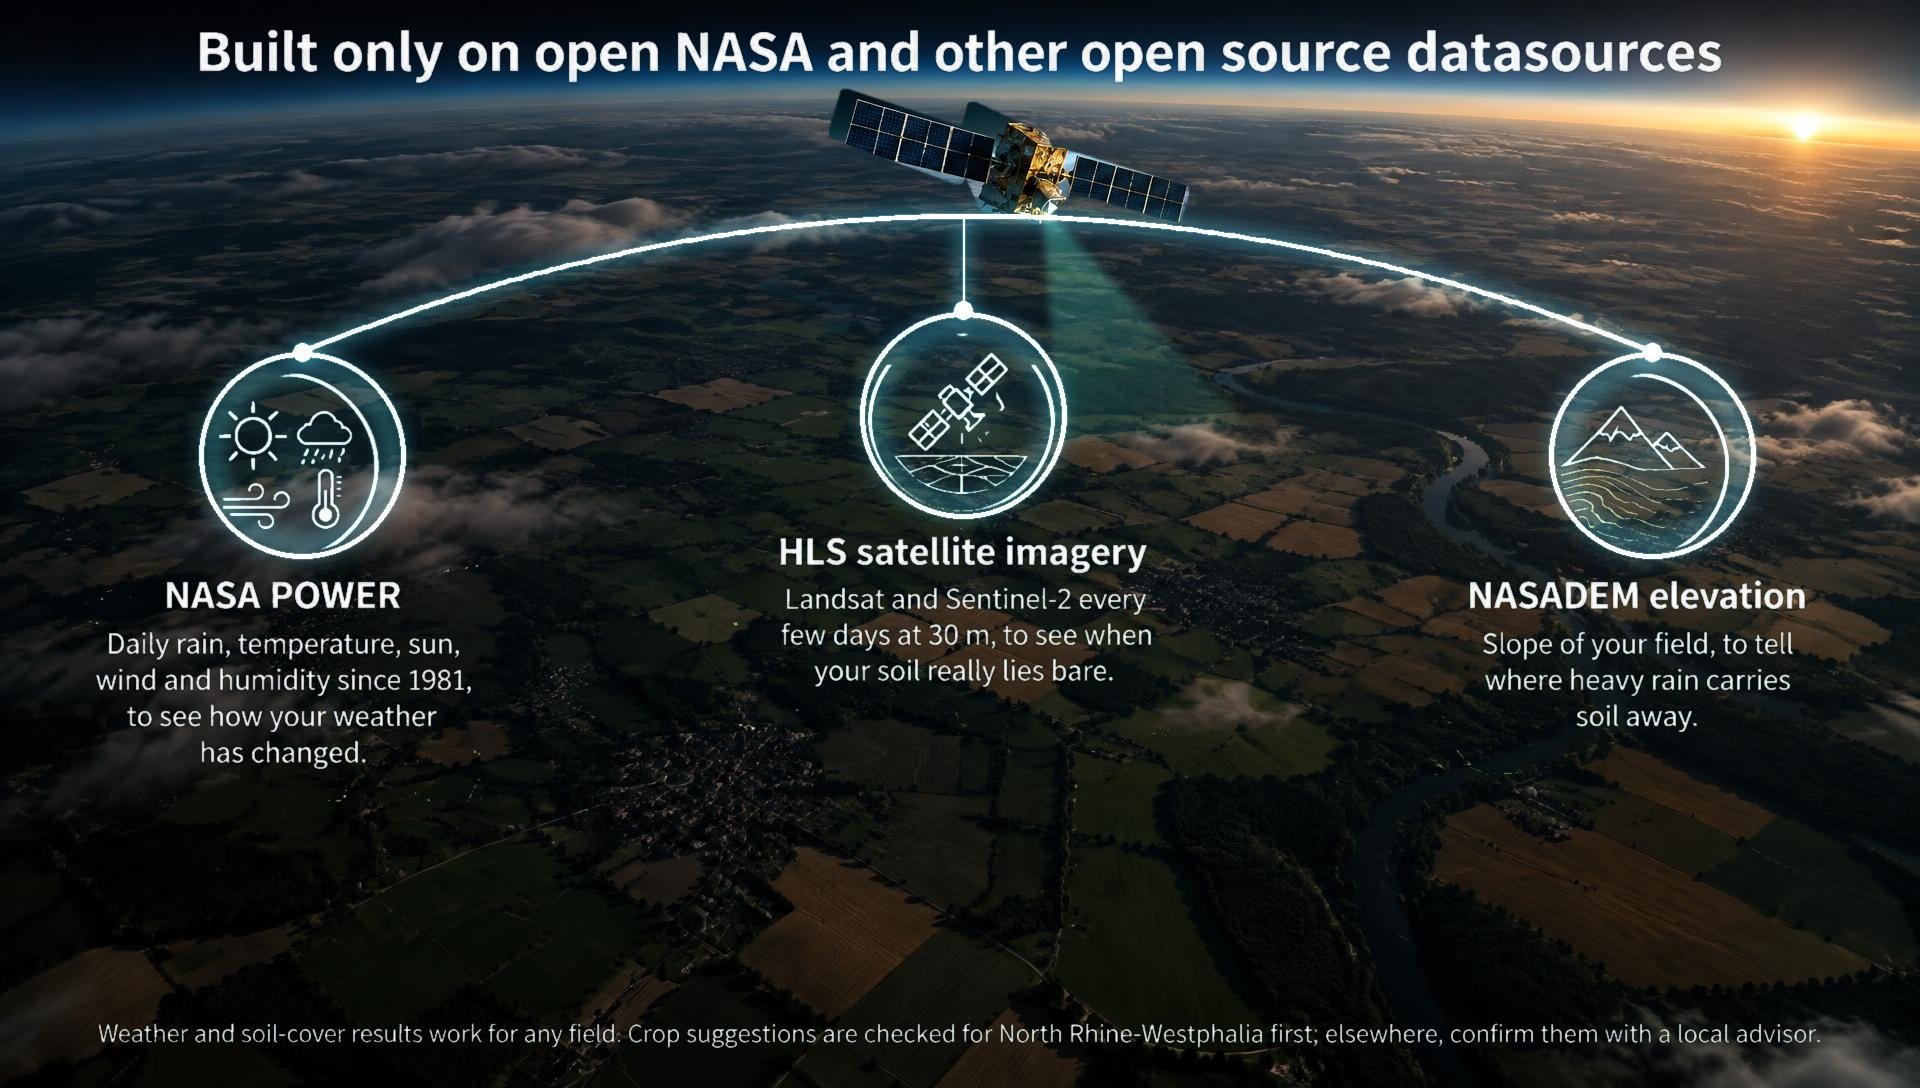 Built only on open NASA and other open source datasources
NASA POWER
Daily rain, temperature, sun,
wind and humidity since 1981,
to see how your weather
has changed.
HLS satellite imagery
Landsat and Sentinel-2 every
few days at 30 m, to see when
your soil really lies bare.
NASADEM elevation
Slope of your field, to tell
where heavy rain carries
soil away.
Weather and soil-cover results work for any field. Crop suggestions are checked for North Rhine-Westphalia first; elsewhere, confirm them with a local advisor.